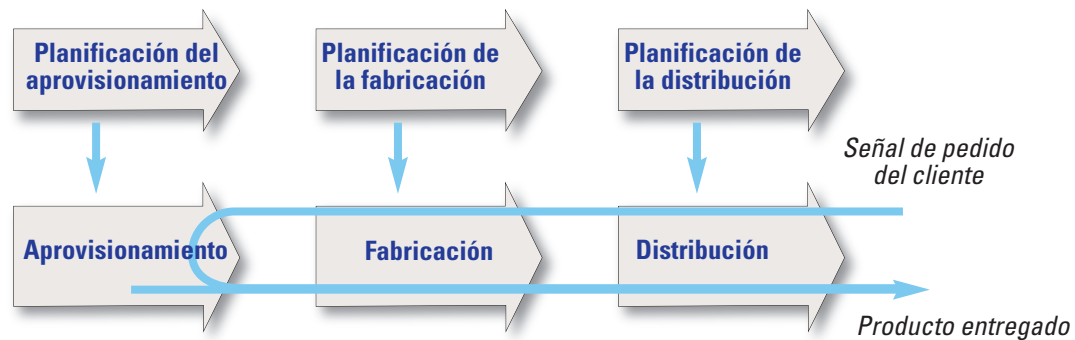 Planificación del
aprovisionamiento
Planificación de
la fabricación
Planificación de
la distribución
Señal de pedido
del cliente
Aprovisionamiento
Fabricación
Distribución
Producto entregado